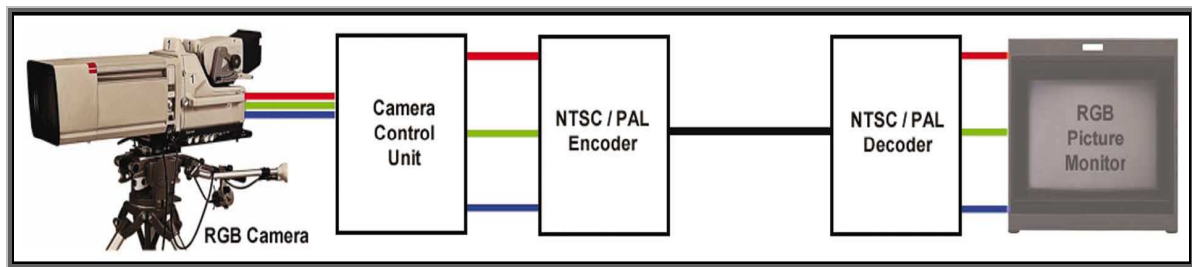 RGB Camera
Camera
Control
Unit
NTSC / PAL
Encoder
NTSC / PAL
Decoder
RGB
Picture
Monitor